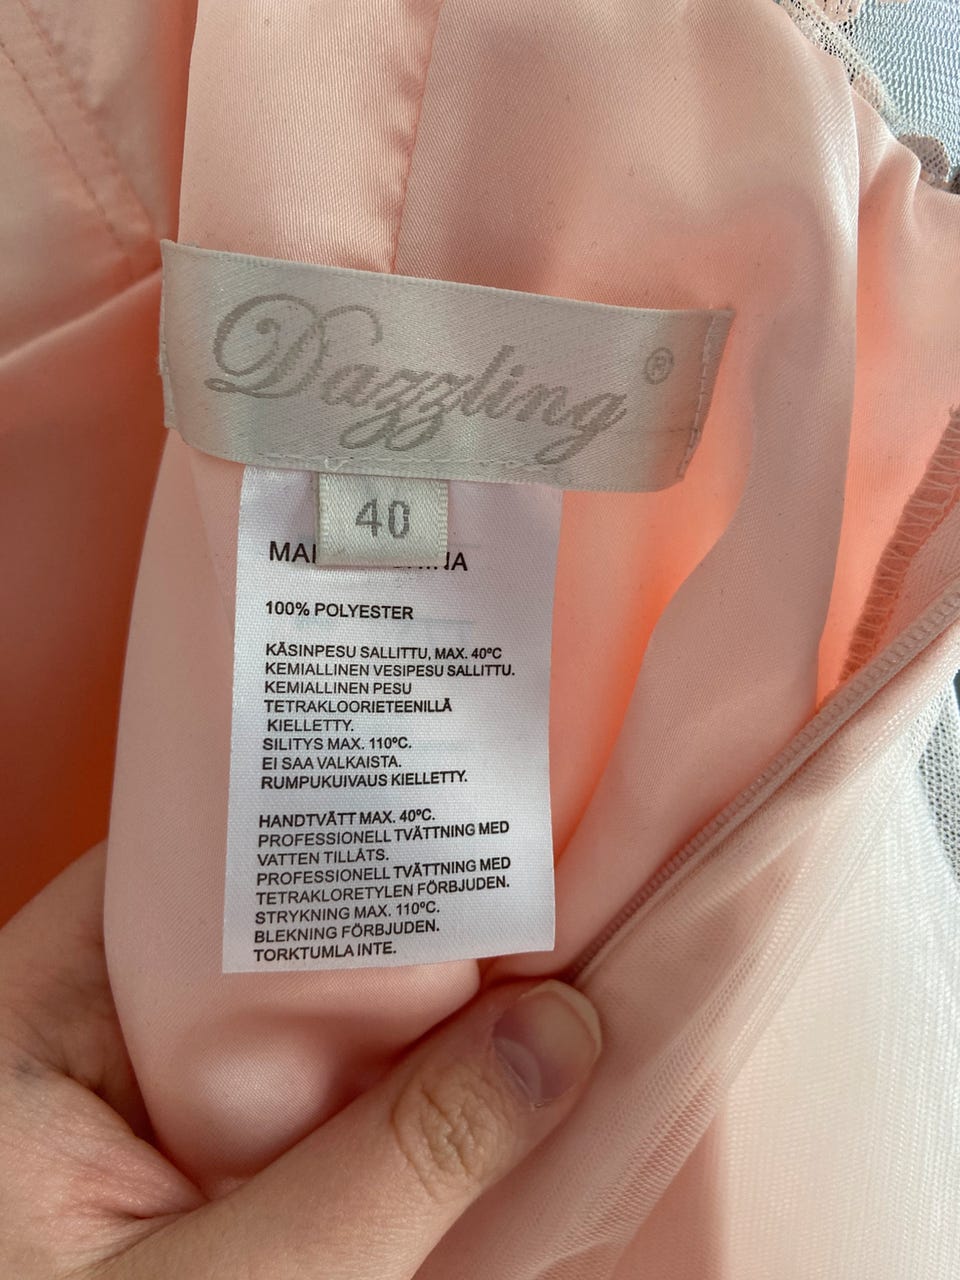 Dazzling ®
40
100% POLYESTER
KÄSINPESU SALLITTU, MAX. 40ºC
KEMIALLINEN VESIPESU SALLITTU.
KEMIALLINEN PESU
TETRAKLOORIETEENILLÄ
KIELLETTY.
SILITYS MAX. 110ºC.
EI SAA VALKAISTA.
RUMPUKUIVAUS KIELLETTY.
HANDTVÄTT MAX. 40ºC.
PROFESSIONELL TVÄTTNING MED
VATTEN TILLÅTS.
PROFESSIONELL TVÄTTNING MED
TETRAKLORETYLEN FÖRBJUDEN.
STRYKNING MAX. 110ºC.
BLEKNING FÖRBJUDEN.
TORKTUMLA INTE.